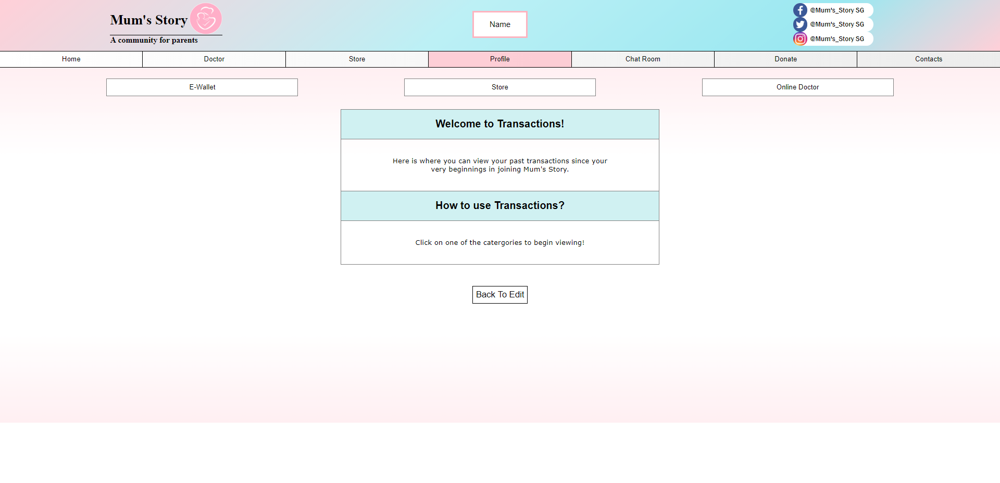 Mum's Story
A community for parents
Name
@Mum's_Story SG
@Mum's_Story SG
@Mum's_Story SG
Home
Doctor
Store
Profile
Chat Room
Donate
Contacts
E-Wallet
Store
Online Doctor
Welcome to Transactions!
Here is where you can view your past transactions since your
very beginnings in joining Mum's Story.
How to use Transactions?
Click on one of the catergories to begin viewing!
Back To Edit